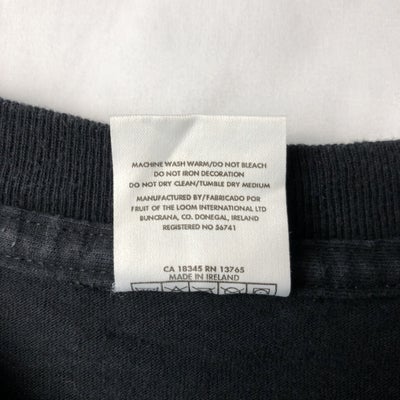 MACHINE WASH WARM/DO NOT BLEACH
DO NOT IRON DECORATION
DO NOT DRY CLEAN/TUMBLE DRY MEDIUM
MANUFACTURED BY/FABRICADO POR
FRUIT OF THE LOOM INTERNATIONAL LTD
BUNCRANA, CO. DONEGAL, IRELAND
REGISTERED NO 56741
CA 18345 RN 13765
MADE IN IRELAND